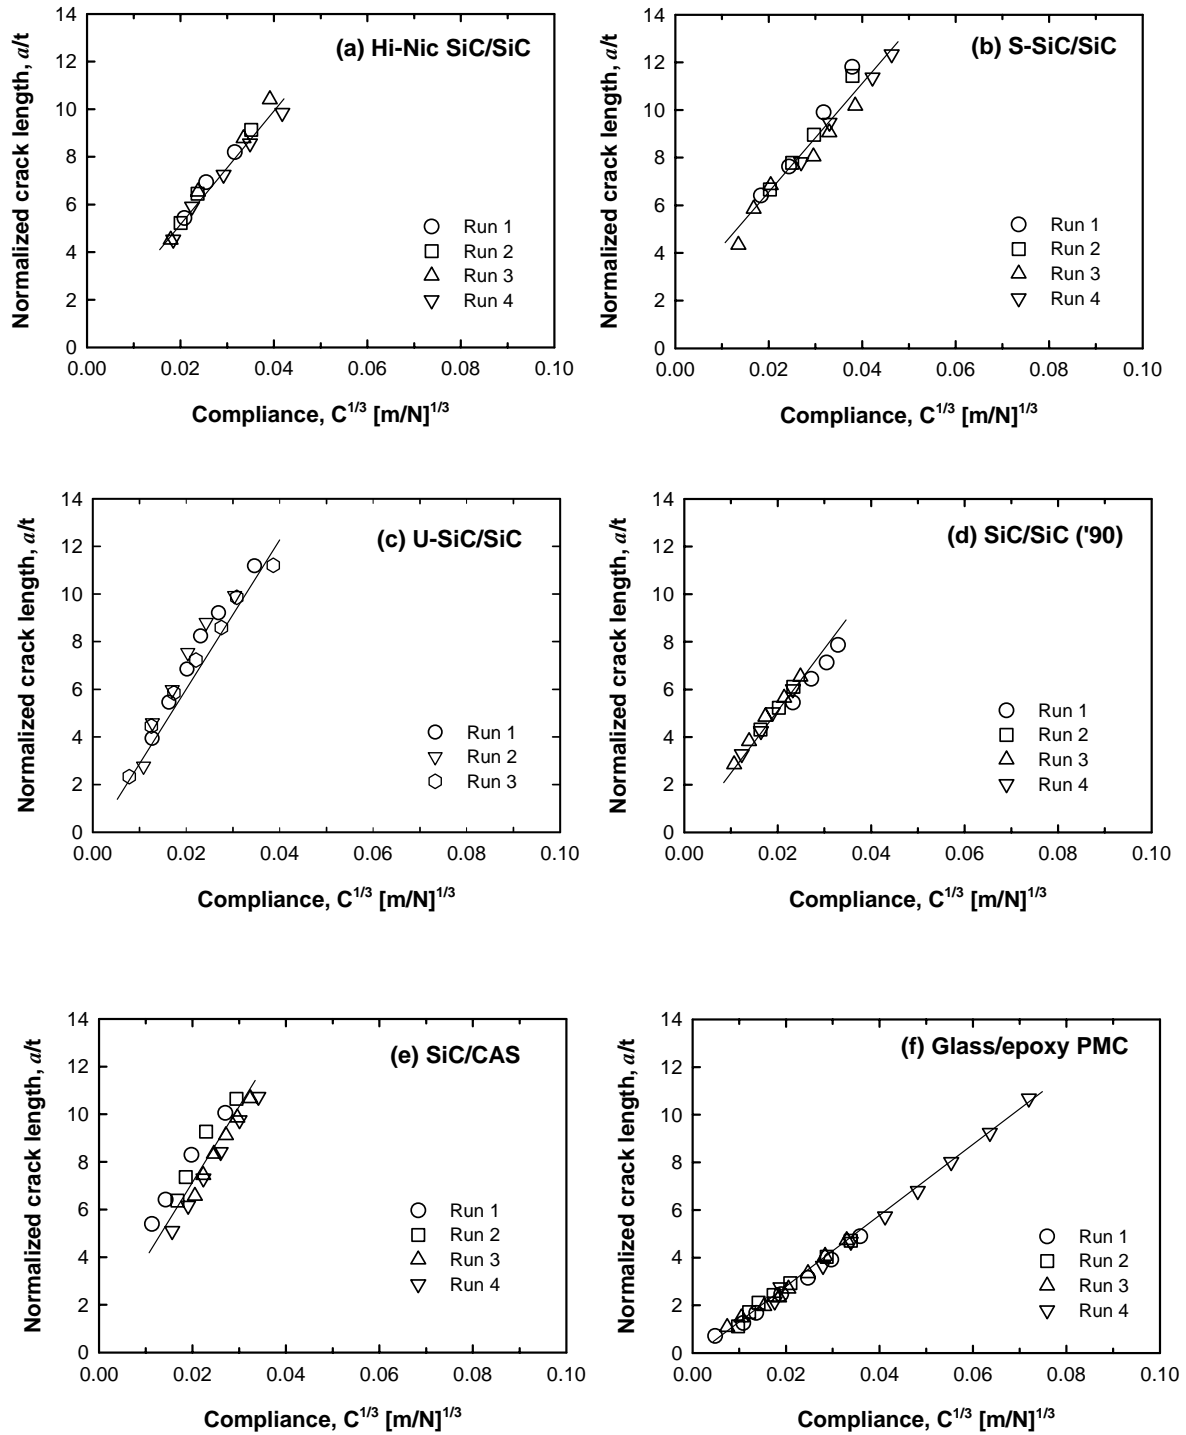 14
12
10
8
6
4
2
0
Normalized crack length, a/t
(a) Hi-Nic SiC/SiC
Run 1
Run 2
Run 3
Run 4
0.00 0.02 0.04 0.06 0.08 0.10
Compliance, C1/3 [m/N]1/3
14
12
10
8
6
4
2
0
Normalized crack length, a/t
(b) S-SiC/SiC
Run 1
Run 2
Run 3
Run 4
0.00 0.02 0.04 0.06 0.08 0.10
Compliance, C1/3 [m/N]1/3
14
12
10
8
6
4
2
0
Normalized crack length, a/t
(c) U-SiC/SiC
Run 1
Run 2
Run 3
0.00 0.02 0.04 0.06 0.08 0.10
Compliance, C1/3 [m/N]1/3
14
12
10
8
6
4
2
0
Normalized crack length, a/t
(d) SiC/SiC ('90)
Run 1
Run 2
Run 3
Run 4
0.00 0.02 0.04 0.06 0.08 0.10
Compliance, C1/3 [m/N]1/3
14
12
10
8
6
4
2
0
Normalized crack length, a/t
(e) SiC/CAS
Run 1
Run 2
Run 3
Run 4
0.00 0.02 0.04 0.06 0.08 0.10
Compliance, C1/3 [m/N]1/3
14
12
10
8
6
4
2
0
Normalized crack length, a/t
(f) Glass/epoxy PMC
Run 1
Run 2
Run 3
Run 4
0.00 0.02 0.04 0.06 0.08 0.10
Compliance, C1/3 [m/N]1/3